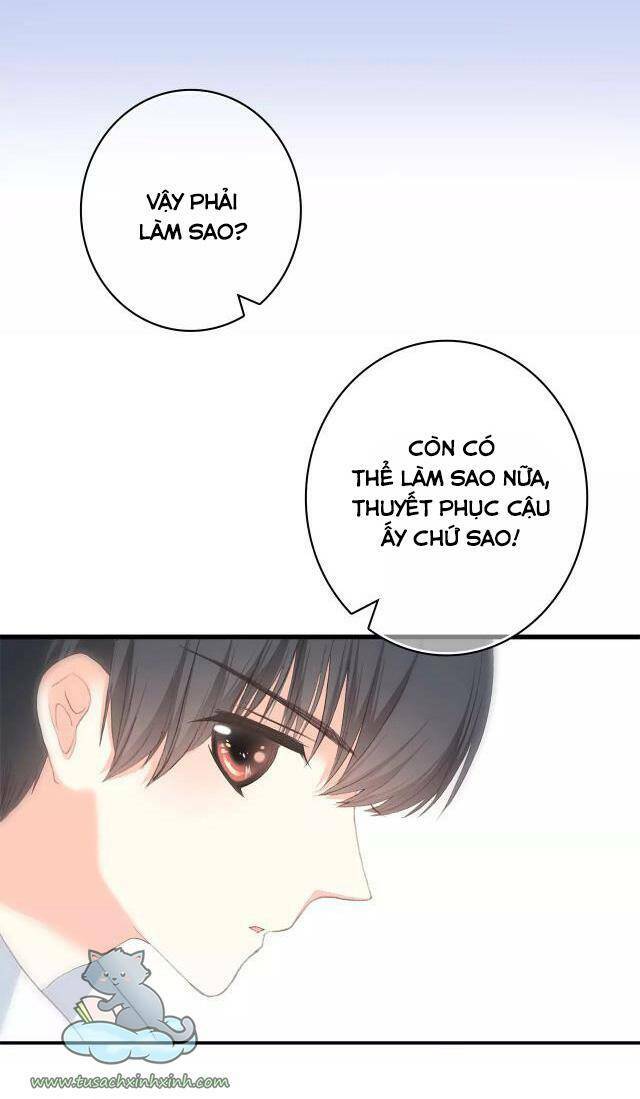 VẬY PHẢI
LÀM SAO?
CÒN CÓ
THỂ LÀM SAO NỮA,
THUYẾT PHỤC CẬU
ẤY CHỨ SAO!
www.tusachxinhxinh.com